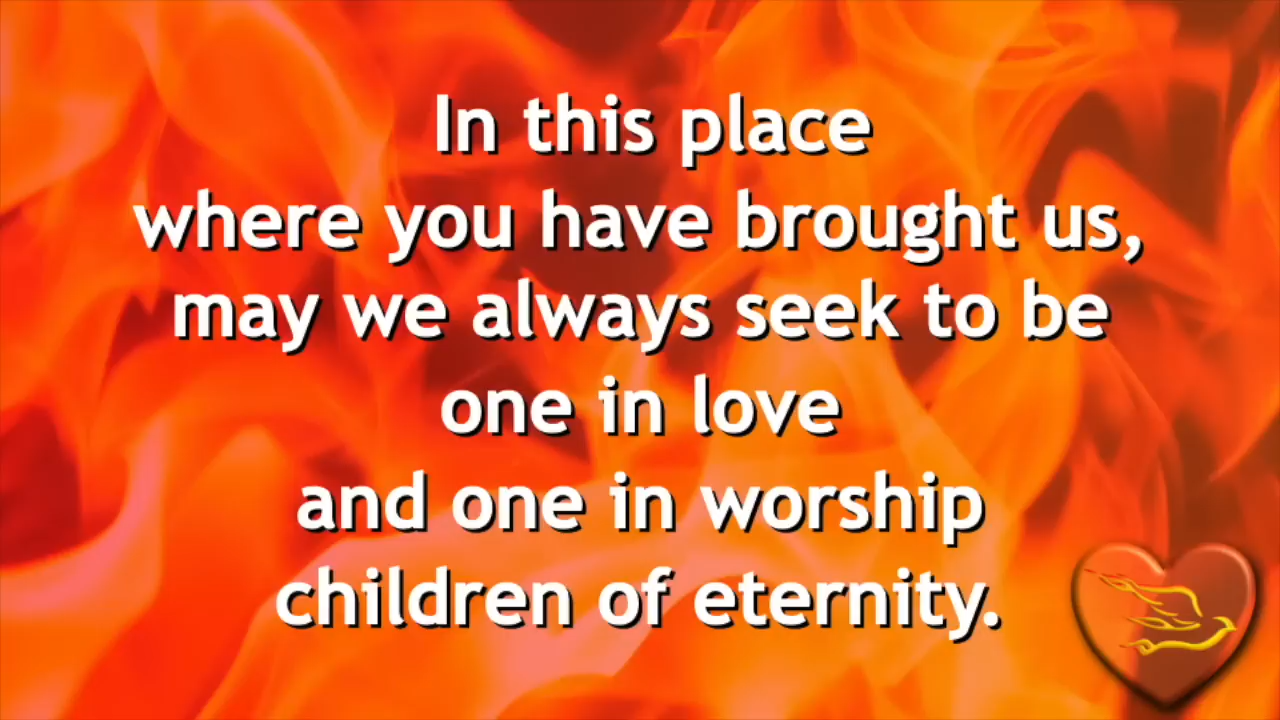 In this place
where you have brought us,
may we always seek to be
one in love
and one in worship
children of eternity.